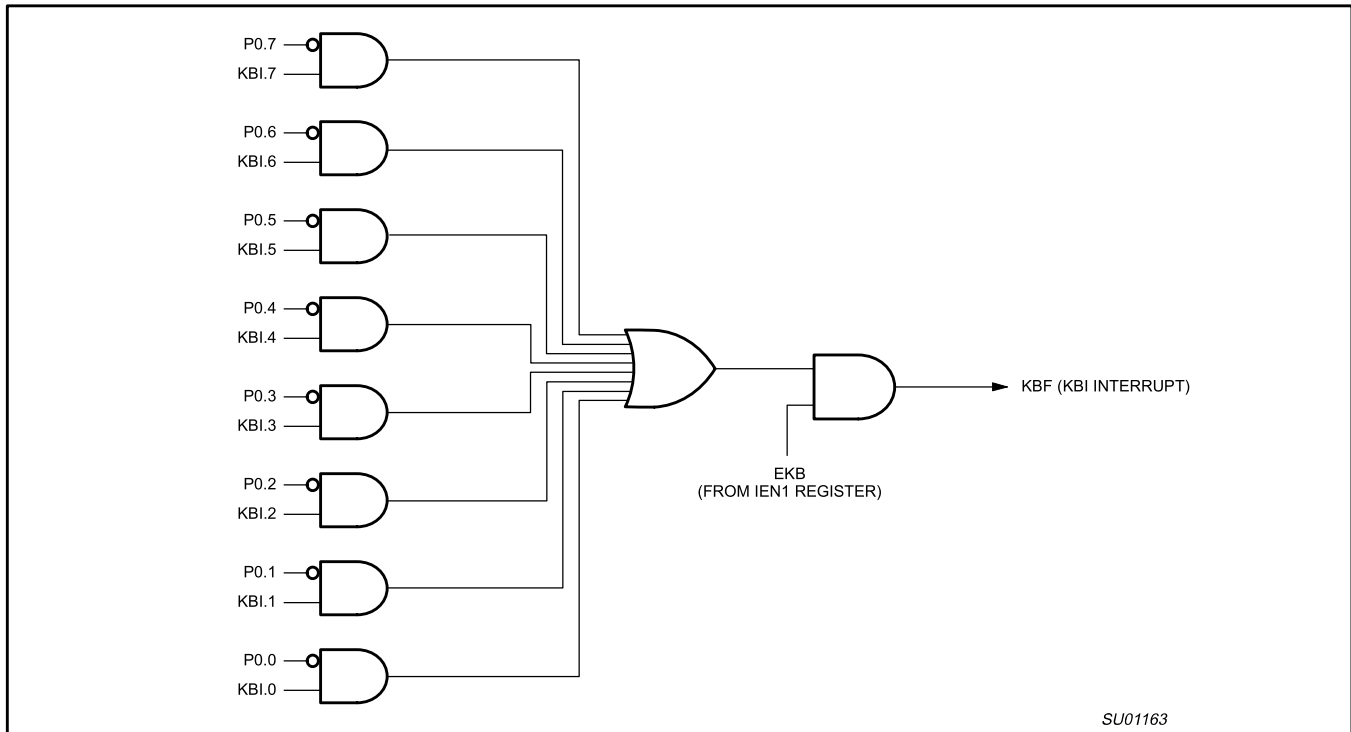 P0.7
KBI.7
P0.6
KBI.6
P0.5
KBI.5
P0.4
KBI.4
P0.3
KBI.3
P0.2
KBI.2
P0.1
KBI.1
P0.0
KBI.0
KBF (KBI INTERRUPT)
EKB
(FROM IEN1 REGISTER)
SU01163